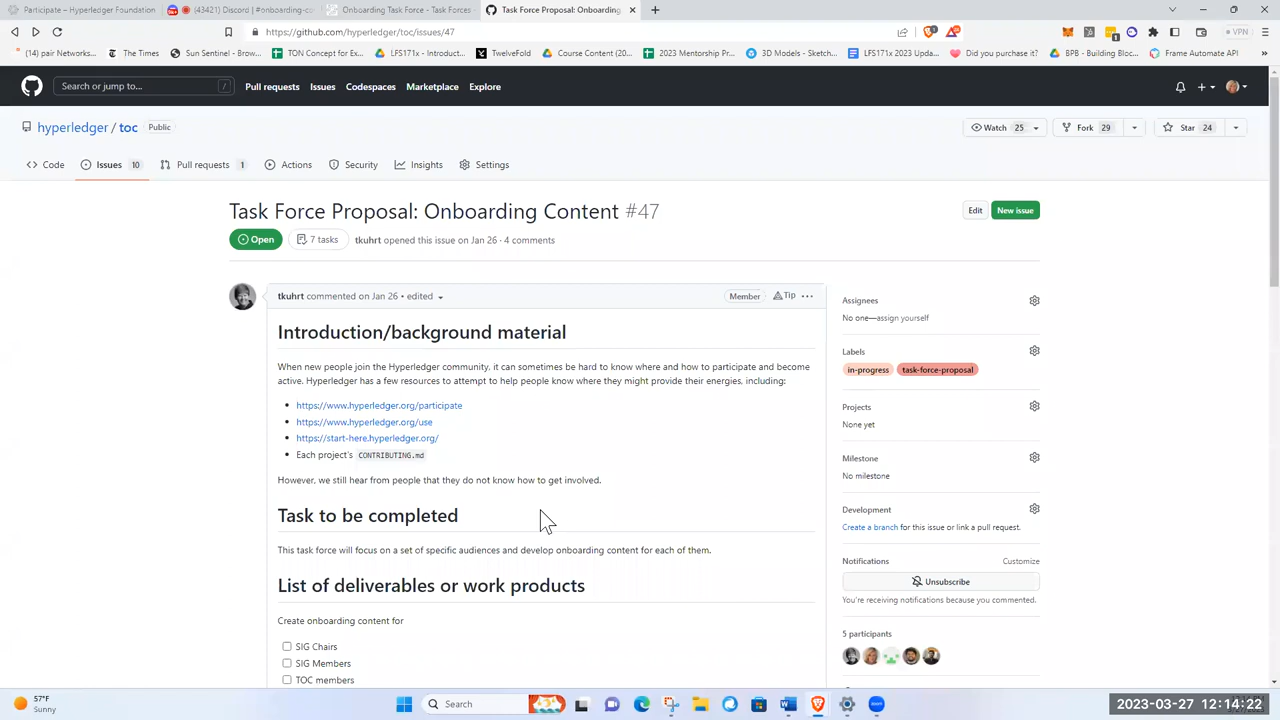 Participate – Hyperledger Foundation
(43421) Discord | #onboarding-co
Onboarding Task Force - Task Forces
Task Force Proposal: Onboarding
https://github.com/hyperledger/toc/issues/47
VPN
(14) pair Networks...
The Times
Sun Sentinel - Brow...
TON Concept for Ex...
LFS171x - Introduct...
TwelveFold
Course Content (20...
2023 Mentorship Pr...
3D Models - Sketch...
LFS171x 2023 Upda...
Did you purchase it?
BPB - Building Bloc...
Frame Automate API
Search or jump to...
/
Pull requests
Issues
Codespaces
Marketplace
Explore
hyperledger / toc
Public
Watch 25
Fork 29
Star 24
Code
Issues 10
Pull requests 1
Actions
Security
Insights
Settings
Task Force Proposal: Onboarding Content #47
Edit
New issue
Open
7 tasks
tkuhrt opened this issue on Jan 26 · 4 comments
tkuhrt commented on Jan 26 • edited
Member
Tip
Introduction/background material
When new people join the Hyperledger community, it can sometimes be hard to know where and how to participate and become
active. Hyperledger has a few resources to attempt to help people know where they might provide their energies, including:
• https://www.hyperledger.org/participate
• https://www.hyperledger.org/use
• https://start-here.hyperledger.org/
• Each project's CONTRIBUTING.md
However, we still hear from people that they do not know how to get involved.
Task to be completed
This task force will focus on a set of specific audiences and develop onboarding content for each of them.
List of deliverables or work products
Create onboarding content for
SIG Chairs
SIG Members
TOC members
Assignees
No one—assign yourself
Labels
in-progress
task-force-proposal
Projects
None yet
Milestone
No milestone
Development
Create a branch for this issue or link a pull request.
Notifications
Customize
Unsubscribe
You're receiving notifications because you commented.
5 participants
57°F
Sunny
Search
2023-03-27 12:14:22